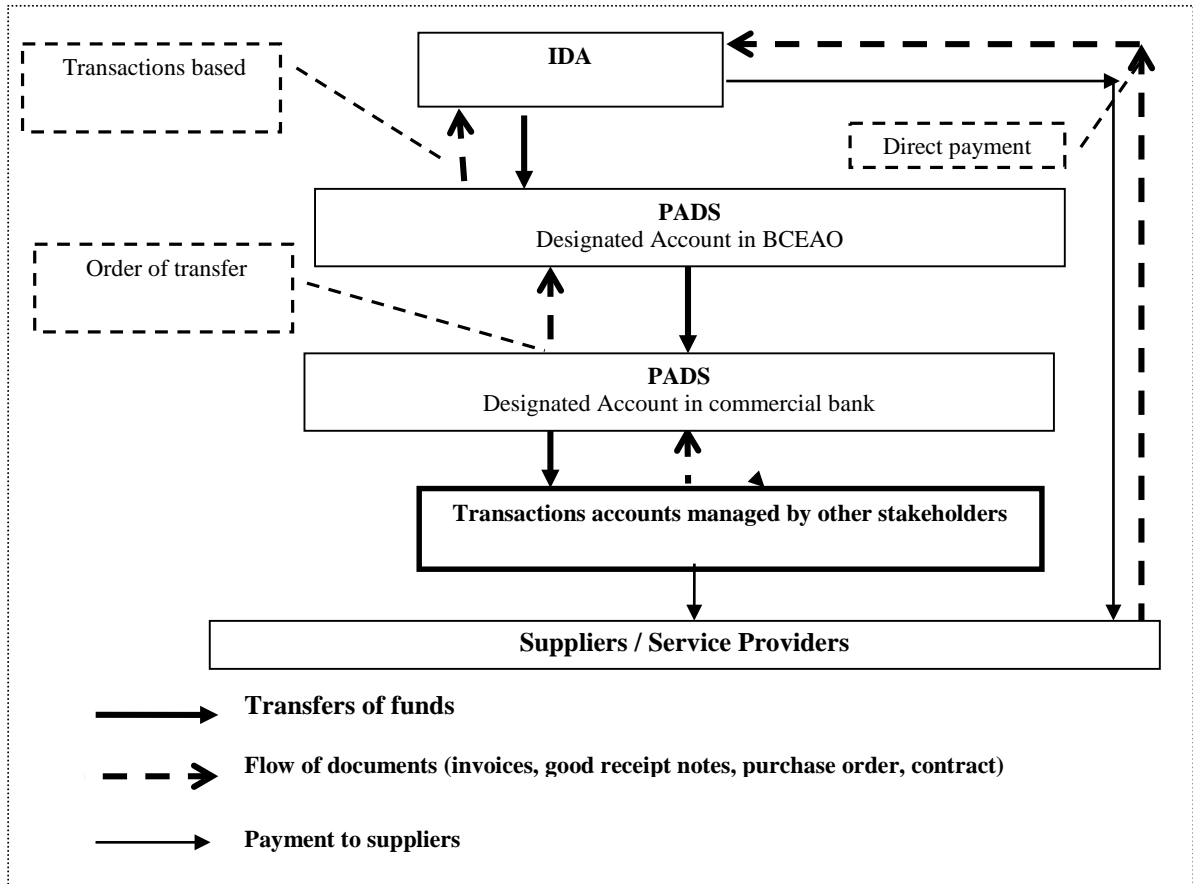 IDA
Transactions based
Direct payment
PADS
Designated Account in BCEAO
Order of transfer
PADS
Designated Account in commercial bank
Transactions accounts managed by other stakeholders
Suppliers / Service Providers
Transfers of funds
Flow of documents (invoices, good receipt notes, purchase order, contract)
Payment to suppliers